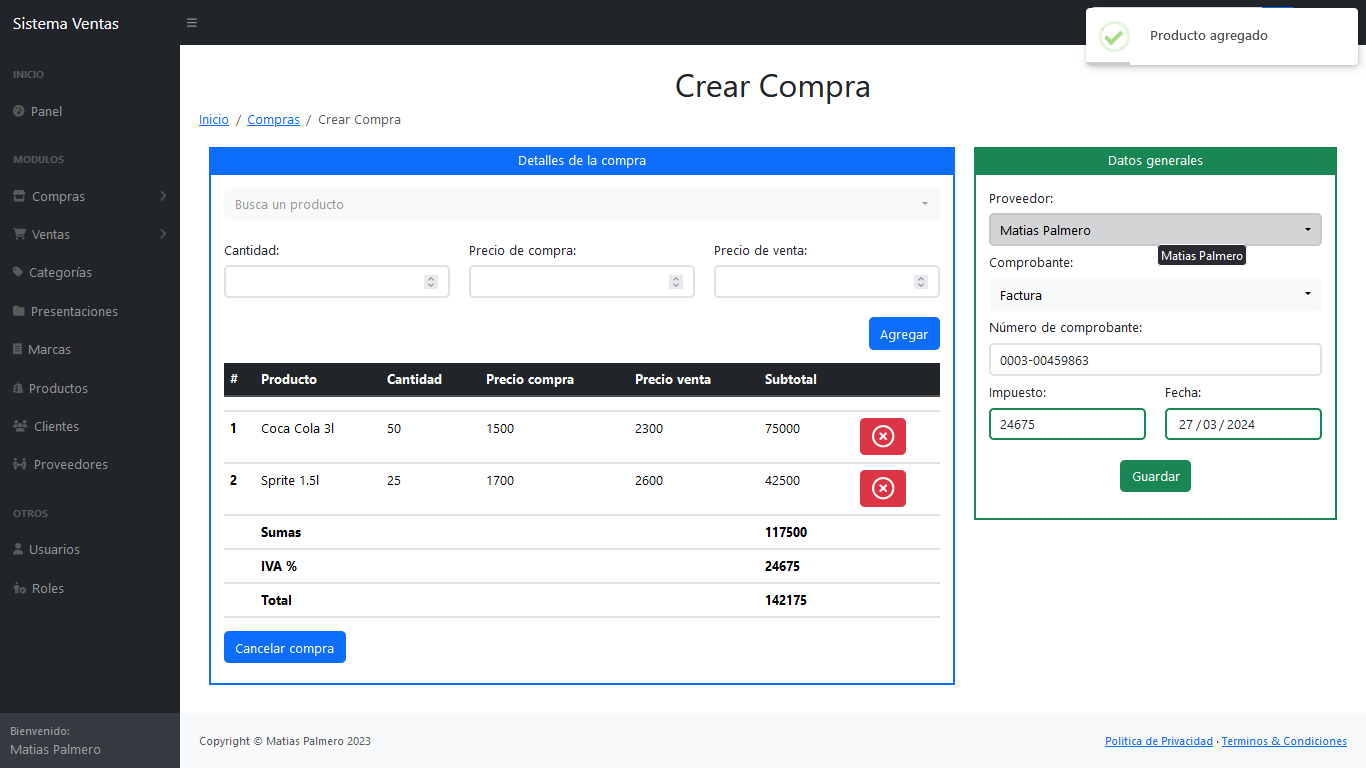 Sistema Ventas
Producto agregado
INICIO
Panel
MODULOS
Compras
Ventas
Categorías
Presentaciones
Marcas
Productos
Clientes
Proveedores
OTROS
Usuarios
Roles
Bienvenido:
Matias Palmero
Crear Compra
Inicio / Compras / Crear Compra
Detalles de la compra
Busca un producto
Cantidad: Precio de compra: Precio de venta:
Agregar
# Producto Cantidad Precio compra Precio venta Subtotal
1 Coca Cola 3l 50 1500 2300 75000
2 Sprite 1.5l 25 1700 2600 42500
Sumas 117500
IVA % 24675
Total 142175
Cancelar compra
Datos generales
Proveedor:
Matias Palmero
Matias Palmero
Comprobante:
Factura
Número de comprobante:
0003-00459863
Impuesto: Fecha:
24675 27/03/2024
Guardar
Copyright © Matias Palmero 2023
Politica de Privacidad · Terminos & Condiciones